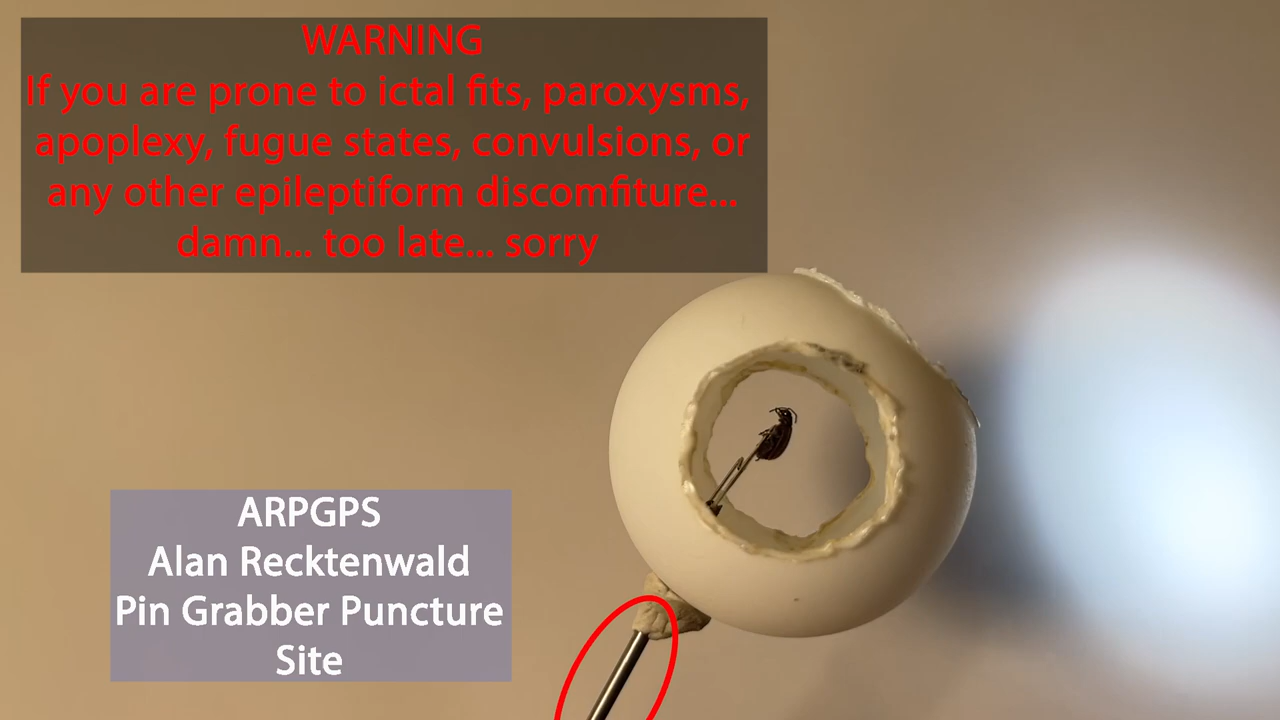 WARNING
If you are prone to ictal fits, paroxysms,
apoplexy, fugue states, convulsions, or
any other epileptiform discomfiture...
damn... too late... sorry
ARPGPS
Alan Recktenwald
Pin Grabber Puncture
Site